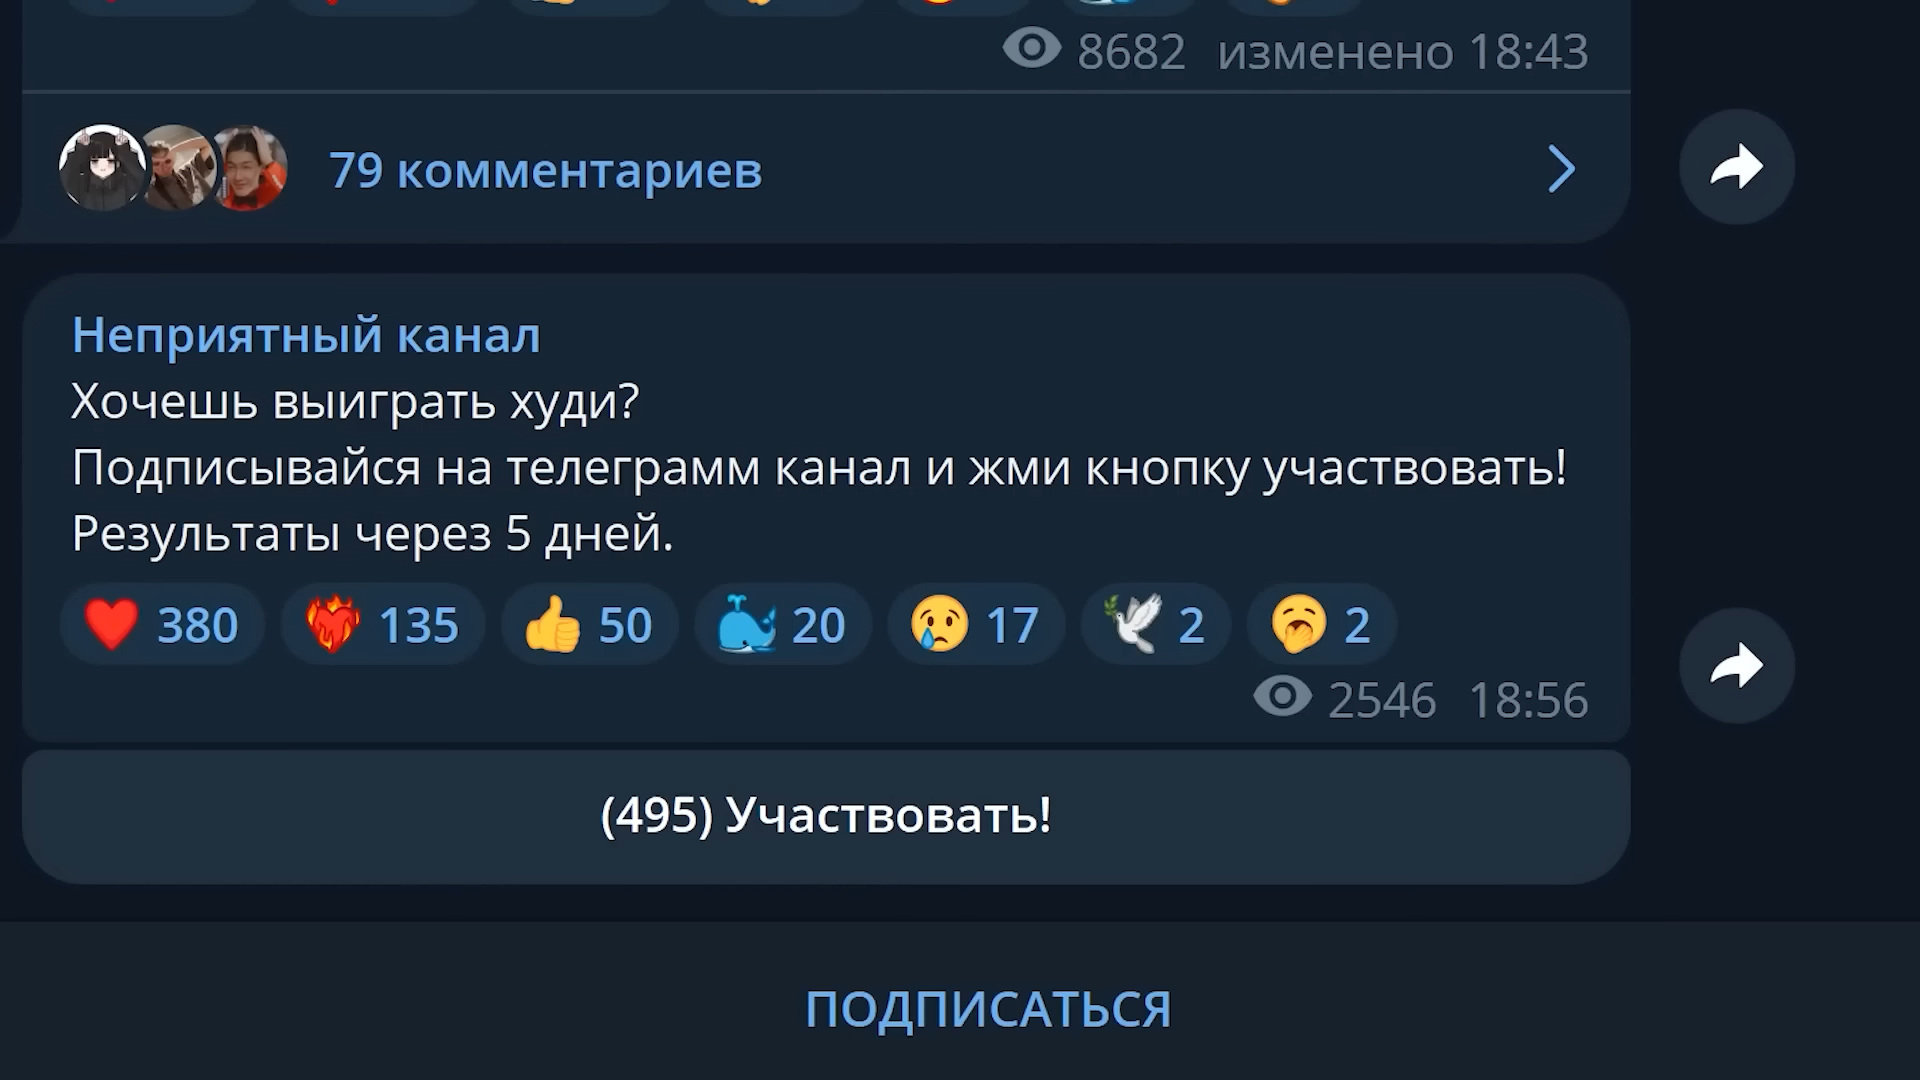 8682 изменено 18:43
79 комментариев
Неприятный канал
Хочешь выиграть худи?
Подписывайся на телеграмм канал и жми кнопку участвовать!
Результаты через 5 дней.
380 135 50 20 17 2 2
2546 18:56
(495) Участвовать!
ПОДПИСАТЬСЯ